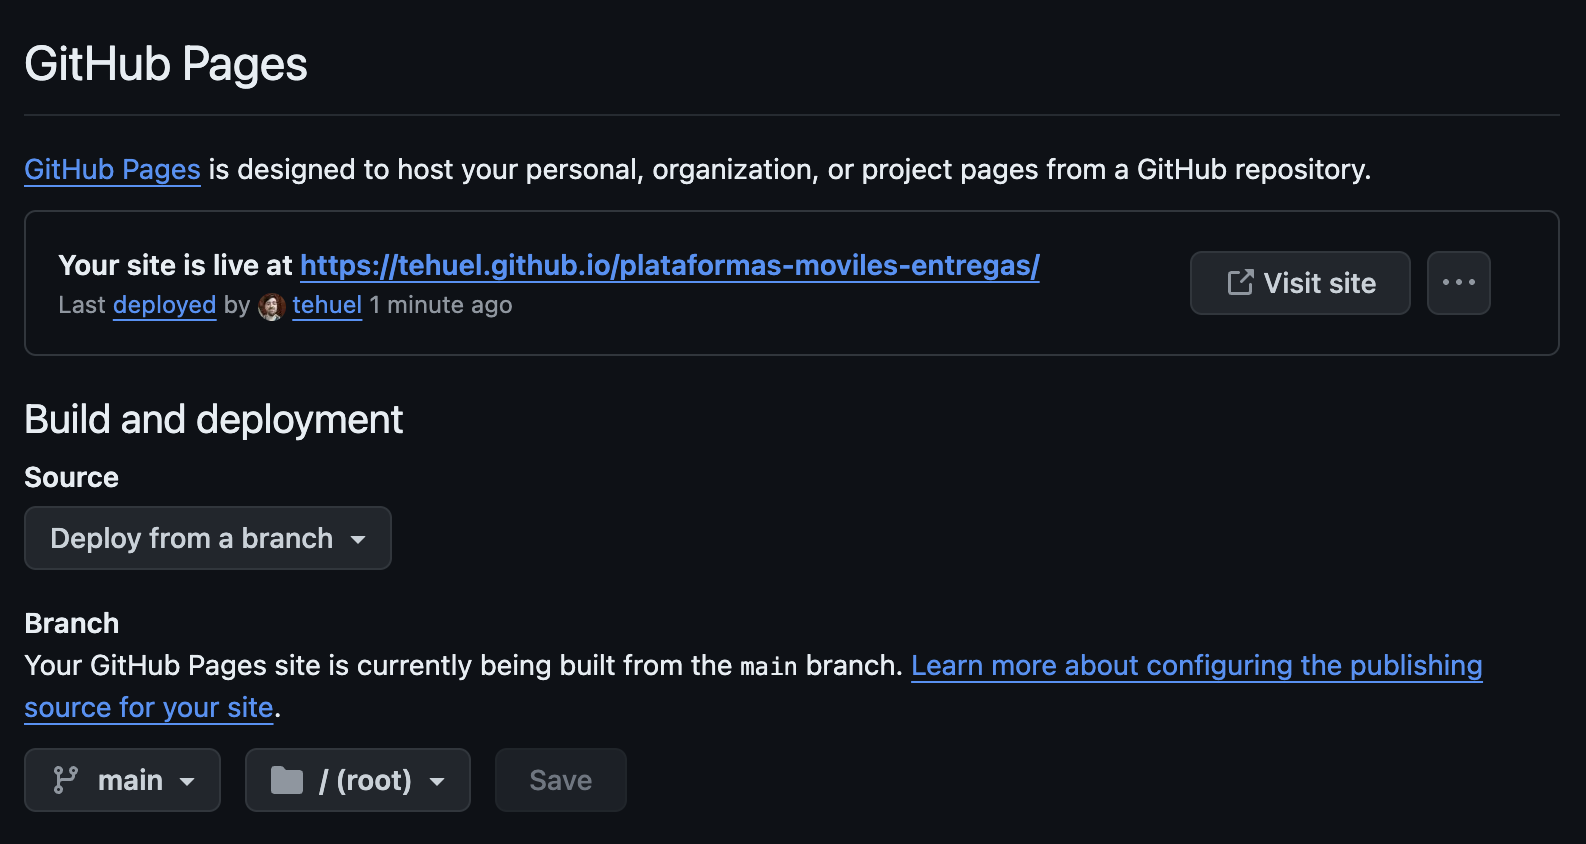 GitHub Pages
GitHub Pages is designed to host your personal, organization, or project pages from a GitHub repository.
Your site is live at https://tehuel.github.io/plataformas-moviles-entregas/
Last deployed by tehuel 1 minute ago
Visit site
Build and deployment
Source
Deploy from a branch
Branch
Your GitHub Pages site is currently being built from the main branch. Learn more about configuring the publishing
source for your site.
main / (root) Save